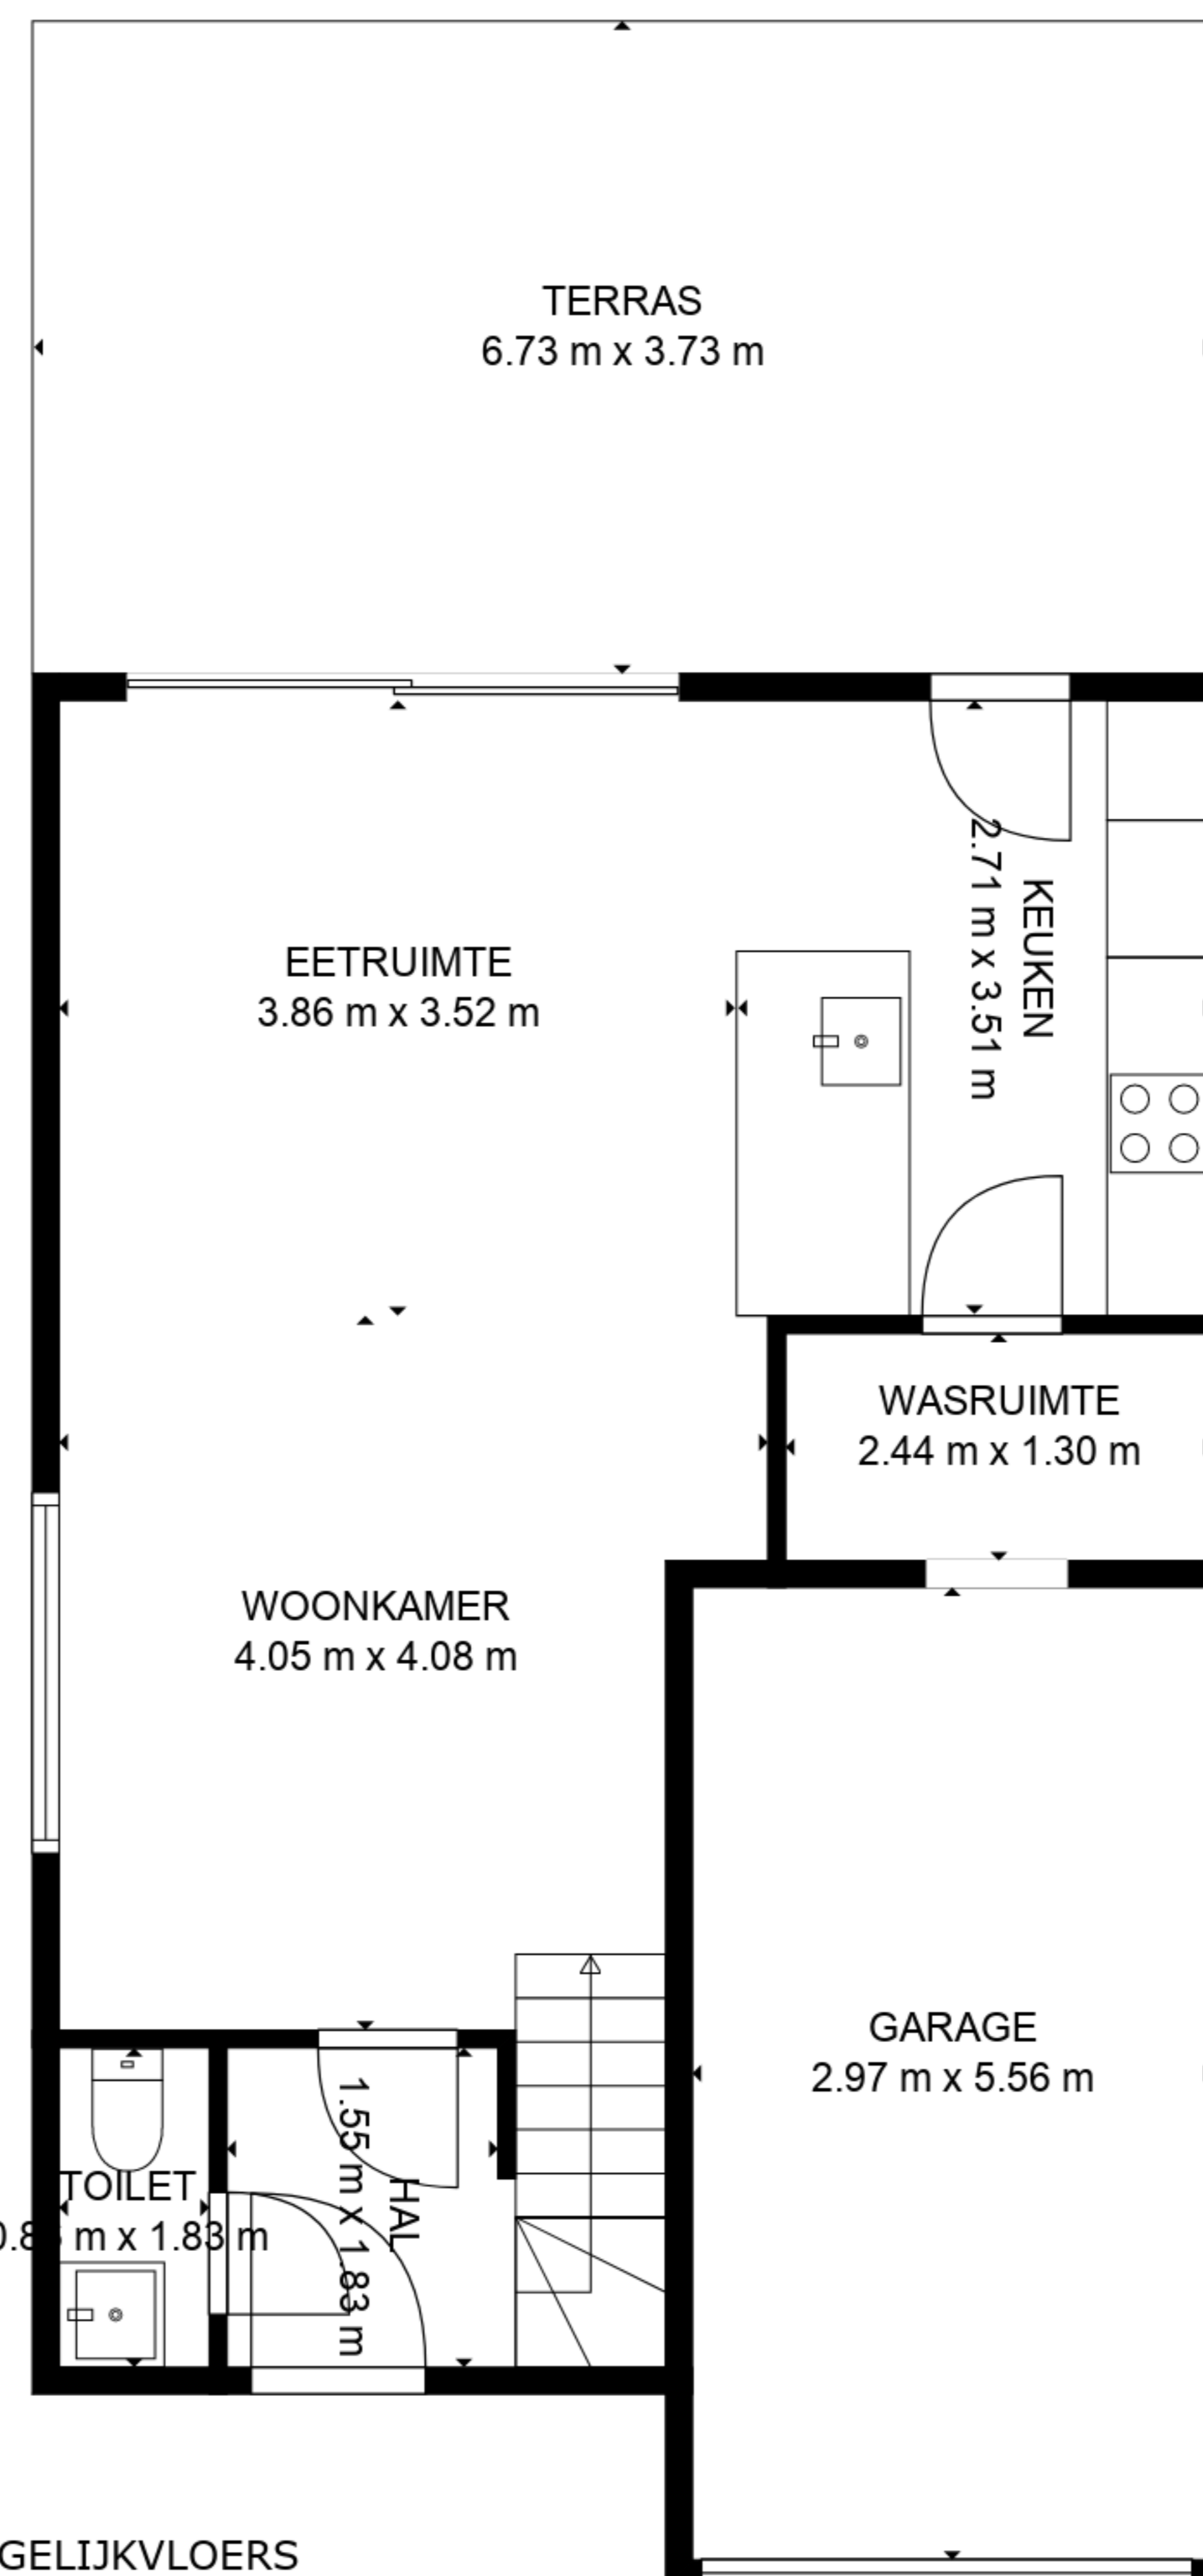 TERRAS
6.73 m x 3.73 m
EETRUIMTE
3.86 m x 3.52 m
KEUKEN
2.71 m x 3.51 m
WASRUIMTE
2.44 m x 1.30 m
WOONKAMER
4.05 m x 4.08 m
GARAGE
2.97 m x 5.56 m
TOILET
m x 1.83 m
HAL
1.55 m x 1.83 m
GELIJKVLOERS